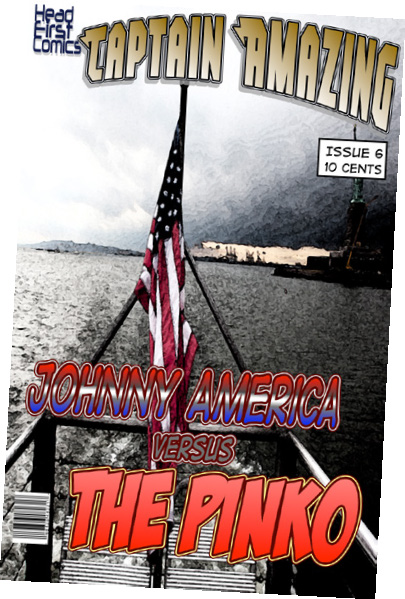 Head
First
Comics
CAPTAIN AMAZING
ISSUE 6
10 CENTS
JOHNNY AMERICA
VERSUS
THE PINKO